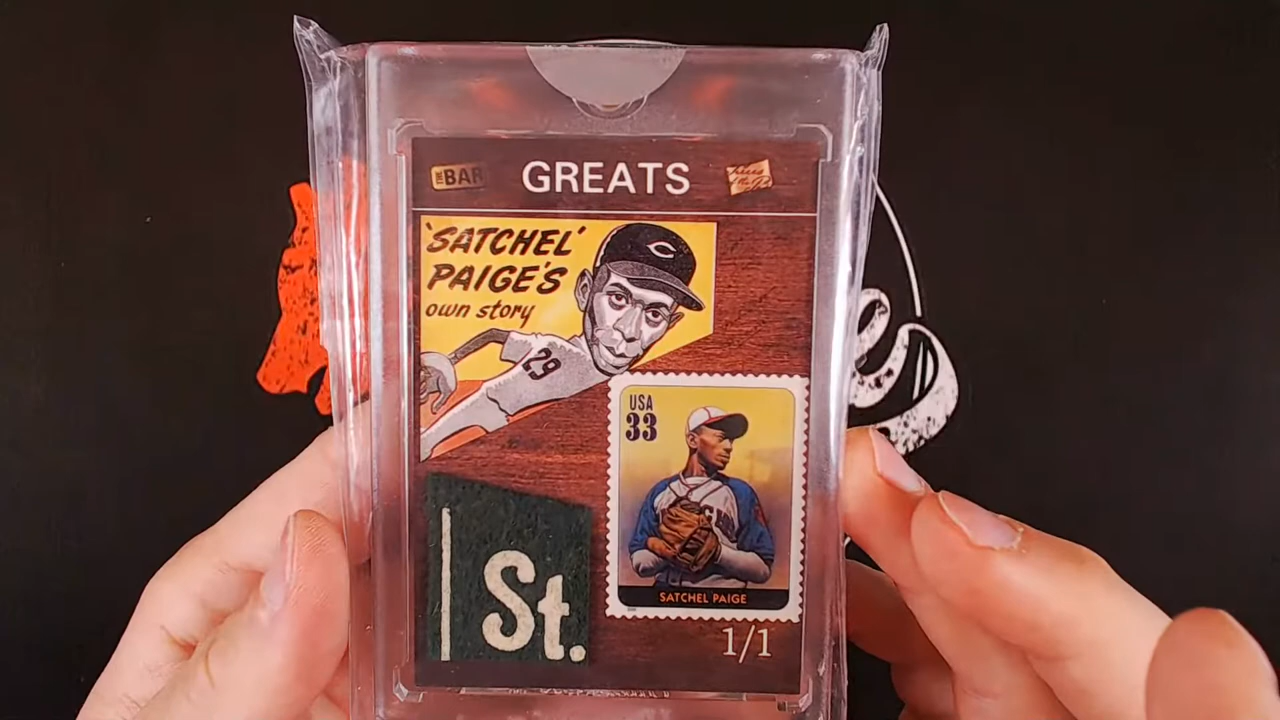 THE BAR
GREATS
'SATCHEL'
PAIGE'S
own story
29
USA
33
SATCHEL PAIGE
St.
1/1